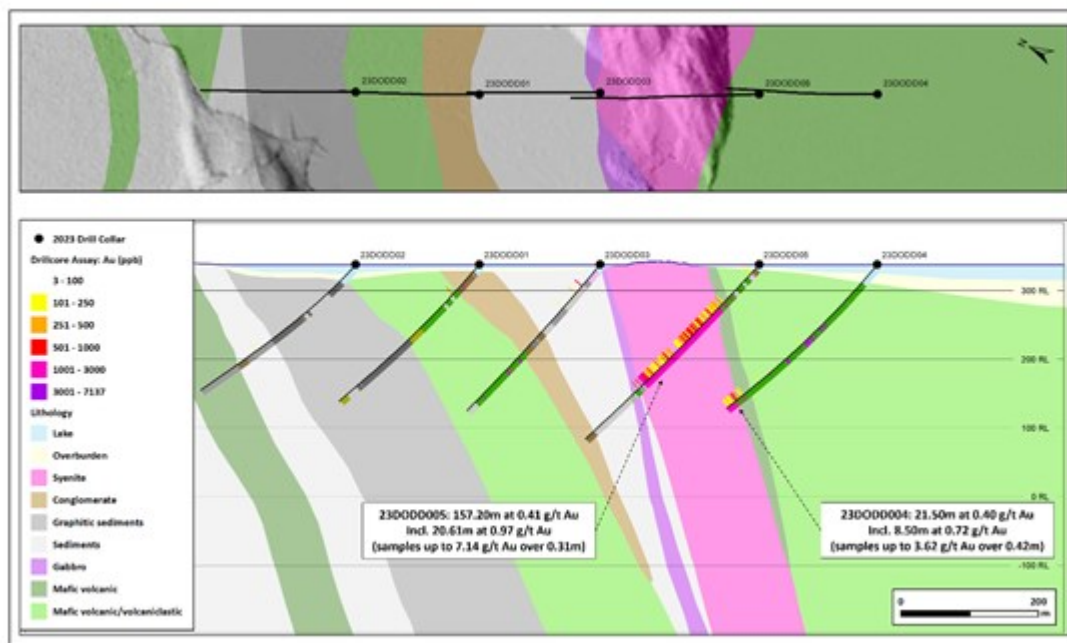 N
23DODD02
23DODD01
23DODD03
23DODD05
23DODD04
2023 Drill Collar
Drillcore Assay: Au (ppb)
3 - 100
101 - 250
251 - 500
501 - 1000
1001 - 3000
3001 - 7137
Lithology
Lake
Overburden
Syenite
Conglomerate
Graphitic sediments
Sediments
Gabbro
Mafic volcanic
Mafic volcanic/volcaniclastic
23DODD02
23DODD01
23DODD03
23DODD05
23DODD04
300 RL
200 RL
100 RL
0 RL
-100 RL
23DODD005: 157.20m at 0.41 g/t Au
Incl. 20.61m at 0.97 g/t Au
(samples up to 7.14 g/t Au over 0.31m)
23DODD004: 21.50m at 0.40 g/t Au
Incl. 8.50m at 0.72 g/t Au
(samples up to 3.62 g/t Au over 0.42m)
0 200
m